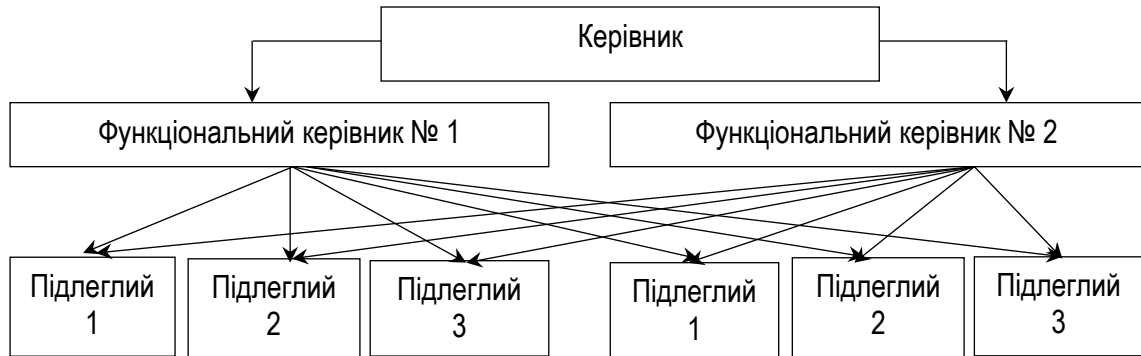 Керівник
Функціональний керівник № 1
Функціональний керівник № 2
Підлеглий
1
Підлеглий
2
Підлеглий
3
Підлеглий
1
Підлеглий
2
Підлеглий
3